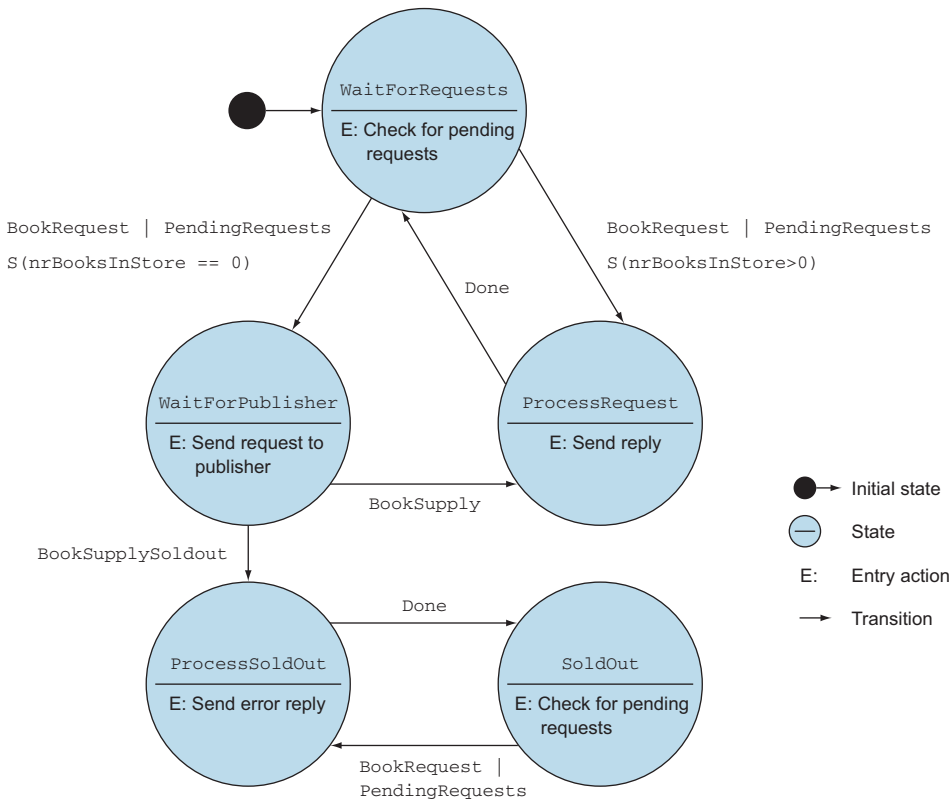 WaitForRequests
E: Check for pending
requests
BookRequest | PendingRequests
S(nrBooksInStore == 0)
BookRequest | PendingRequests
S(nrBooksInStore>0)
Done
WaitForPublisher
E: Send request to
publisher
ProcessRequest
E: Send reply
BookSupply
BookSupplySoldout
Initial state
State
E: Entry action
Transition
Done
ProcessSoldOut
E: Send error reply
SoldOut
E: Check for pending
requests
BookRequest |
PendingRequests